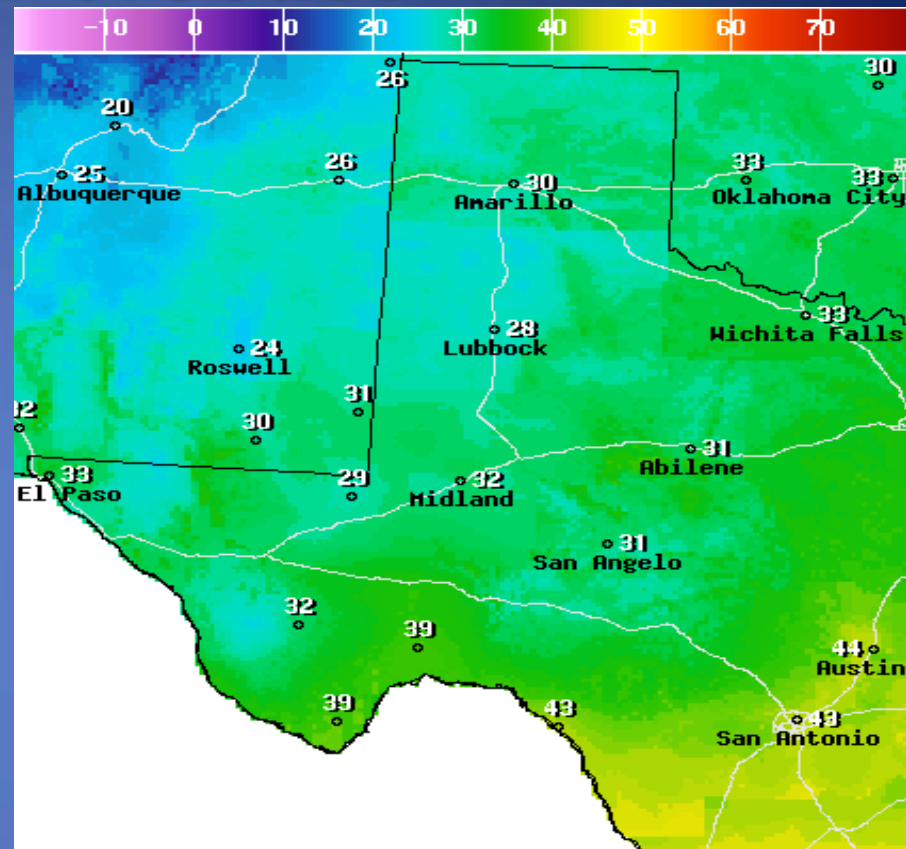 -10 0 10 20 30 40 50 60 70
26
30
20
26
25
Albuquerque
30
Amarillo
33
33
Oklahoma City
28
Lubbock
33
Wichita Falls
24
Roswell
31
32
30
31
Abilene
33
El Paso
29
32
Midland
31
San Angelo
32
39
44
Austin
39
43
43
San Antonio